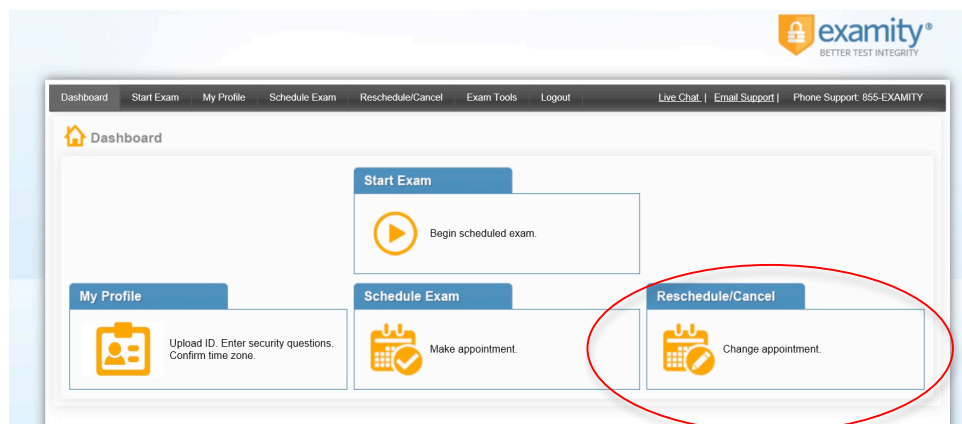 examity®
BETTER TEST INTEGRITY
Dashboard Start Exam My Profile Schedule Exam Reschedule/Cancel Exam Tools Logout Live Chat | Email Support | Phone Support: 855-EXAMITY
Dashboard
Start Exam
Begin scheduled exam.
My Profile
Upload ID. Enter security questions.
Confirm time zone.
Schedule Exam
Make appointment.
Reschedule/Cancel
Change appointment.